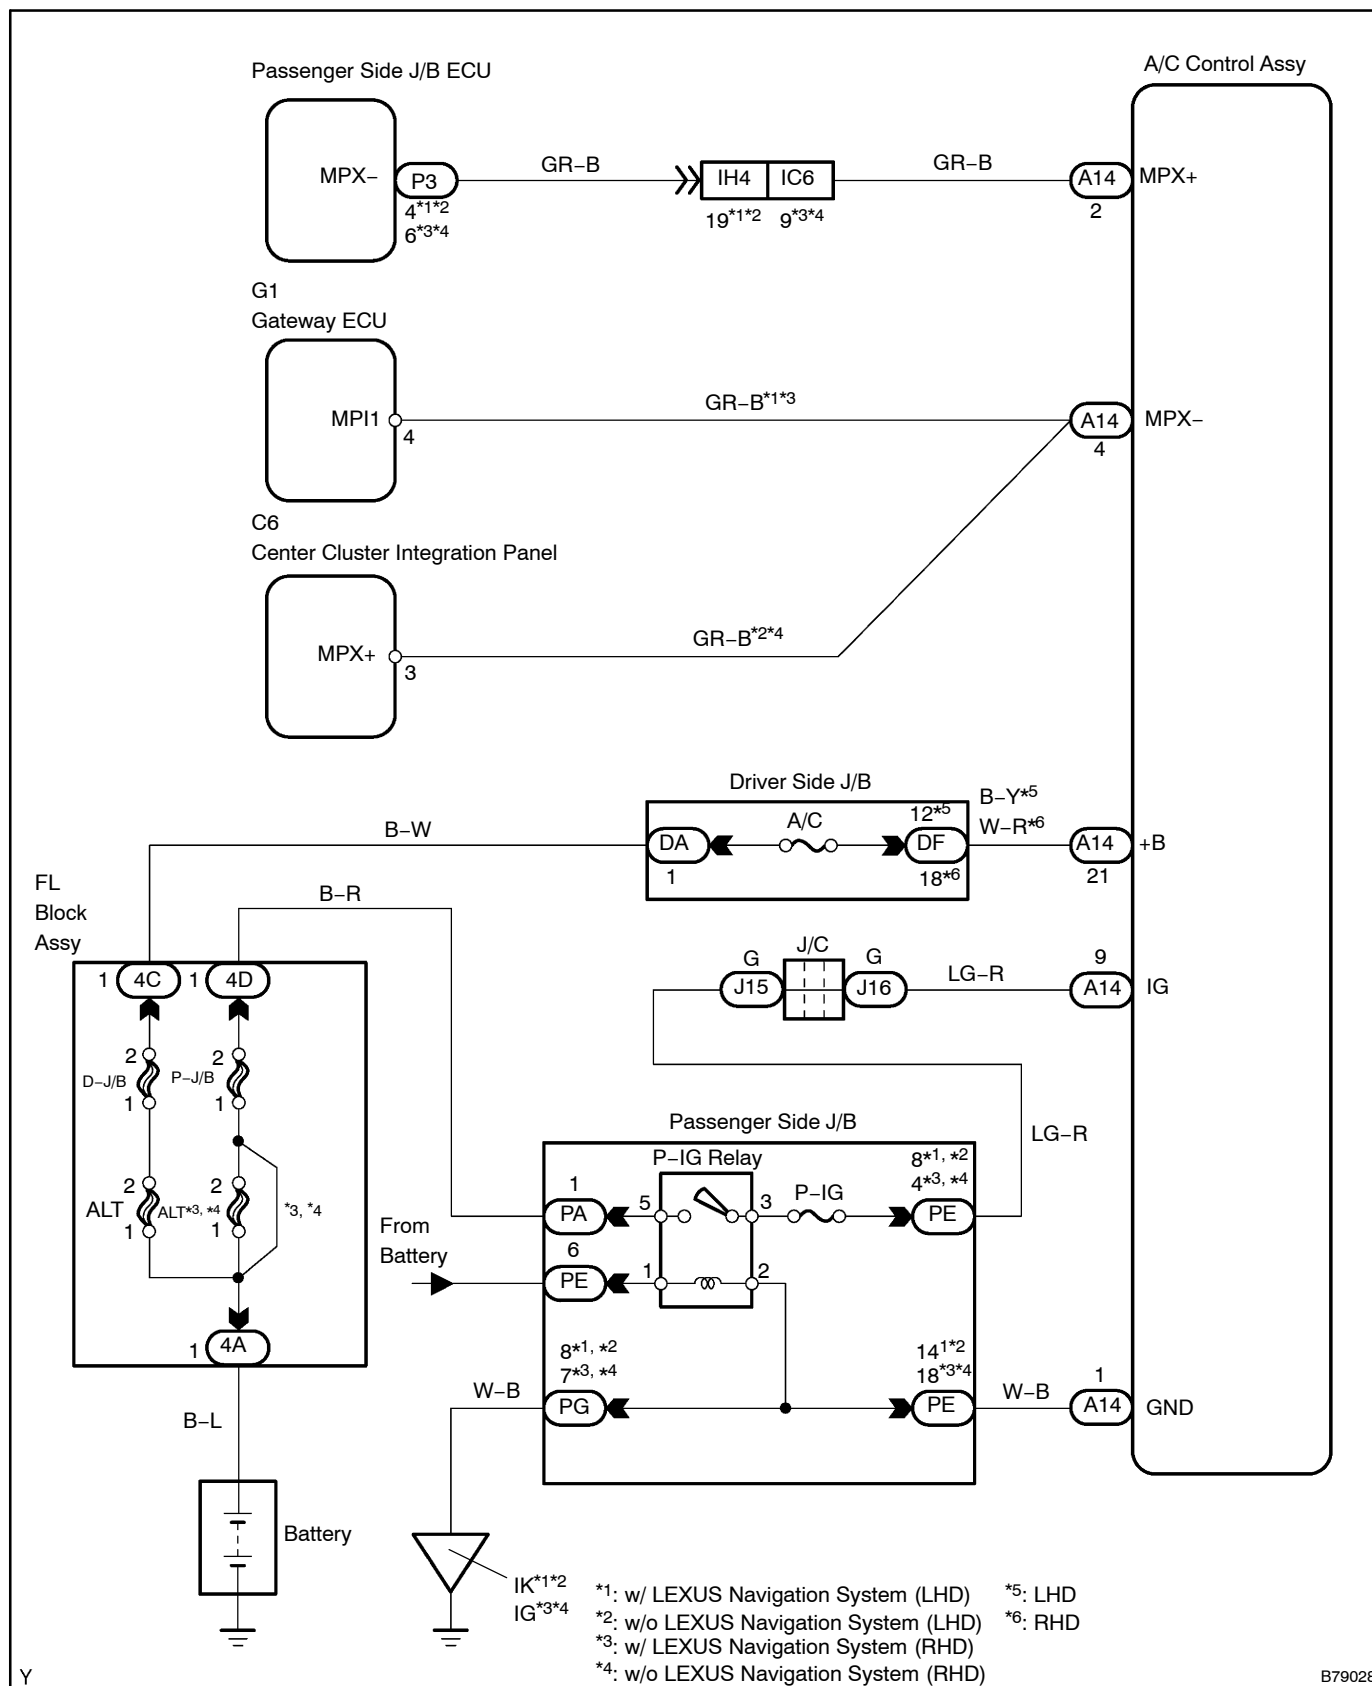 Passenger Side J/B ECU
A/C Control Assy
MPX−
P3
GR−B
IH4
IC6
GR−B
A14
MPX+
4*1*2
6*3*4
19*1*2
9*3*4
2
G1
Gateway ECU
MPI1
4
GR−B*1*3
A14
MPX−
4
C6
Center Cluster Integration Panel
MPX+
3
GR−B*2*4
Driver Side J/B
B−W
DA
1
A/C
12*5
DF
18*6
B−Y*5
W−R*6
A14
+B
21
FL
Block
Assy
B−R
J/C
G
J15
G
J16
LG−R
9
A14
IG
1
4C
1
4D
2
D−J/B
1
2
P−J/B
1
LG−R
Passenger Side J/B
P−IG Relay
8*1, *2
4*3, *4
1
PA
5
3
P−IG
PE
2
ALT
1
2
ALT*3, *4
1
*3, *4
From
Battery
6
PE
1
2
1
4A
8*1, *2
7*3, *4
W−B
PG
14 1*2
18*3*4
PE
W−B
1
A14
GND
B−L
Battery
IK*1*2
IG*3*4
*1: w/ LEXUS Navigation System (LHD)
*5: LHD
*2: w/o LEXUS Navigation System (LHD)
*6: RHD
*3: w/ LEXUS Navigation System (RHD)
*4: w/o LEXUS Navigation System (RHD)
Y
B79028